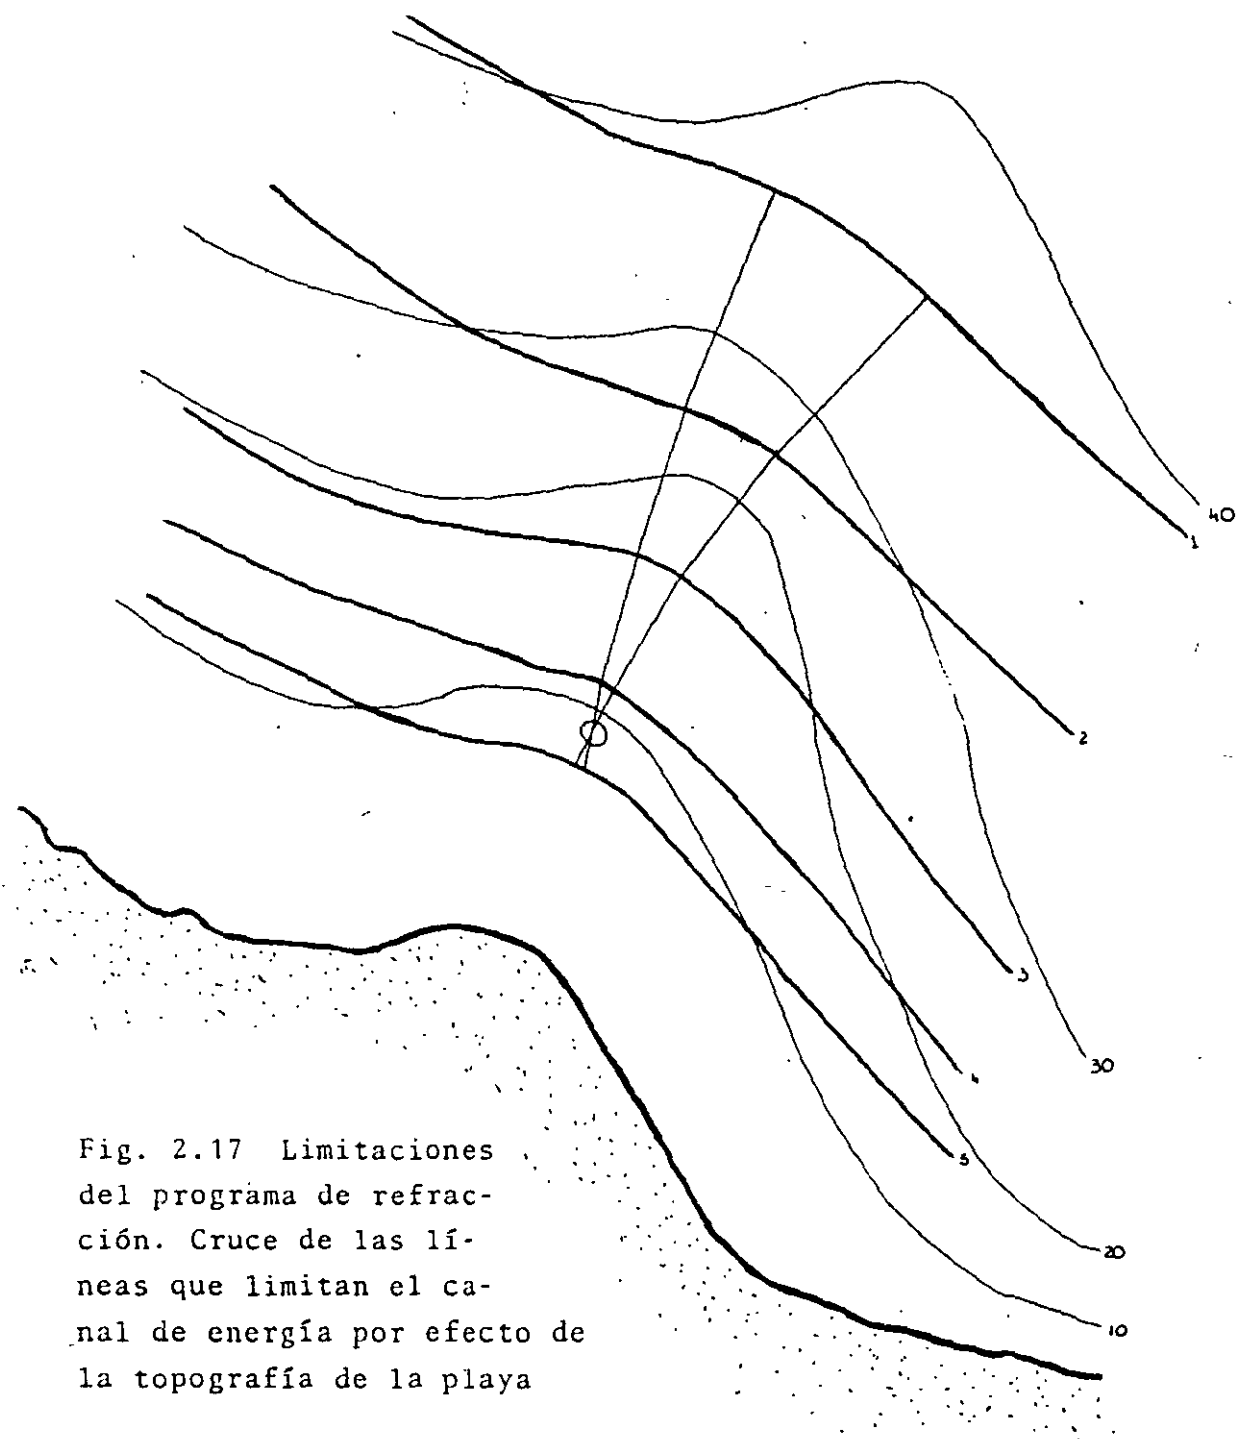 40
1
2
3
30
4
5
20
10
Fig. 2.17 Limitaciones
del programa de refrac-
ción. Cruce de las lí-
neas que limitan el ca-
nal de energía por efecto de
la topografía de la playa